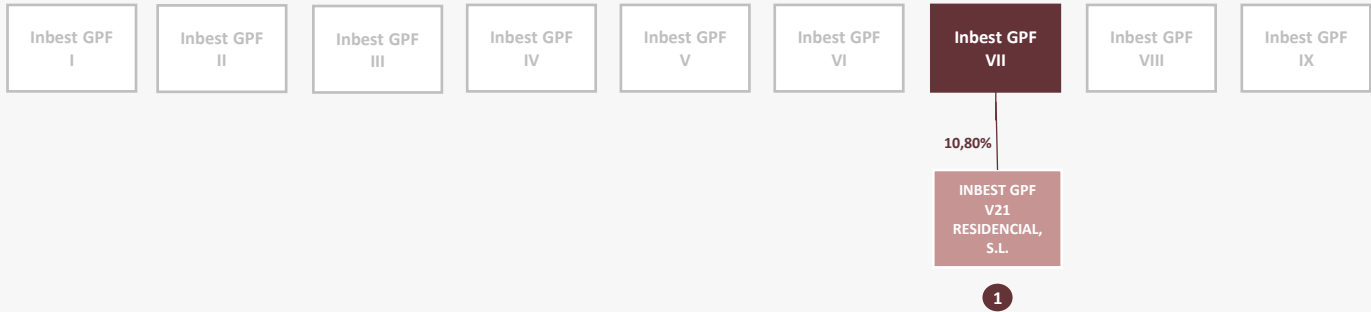 Inbest GPF
I
Inbest GPF
II
Inbest GPF
III
Inbest GPF
IV
Inbest GPF
V
Inbest GPF
VI
Inbest GPF
VII
Inbest GPF
VIII
Inbest GPF
IX
10,80%
INBEST GPF
V21
RESIDENCIAL,
S.L.
1